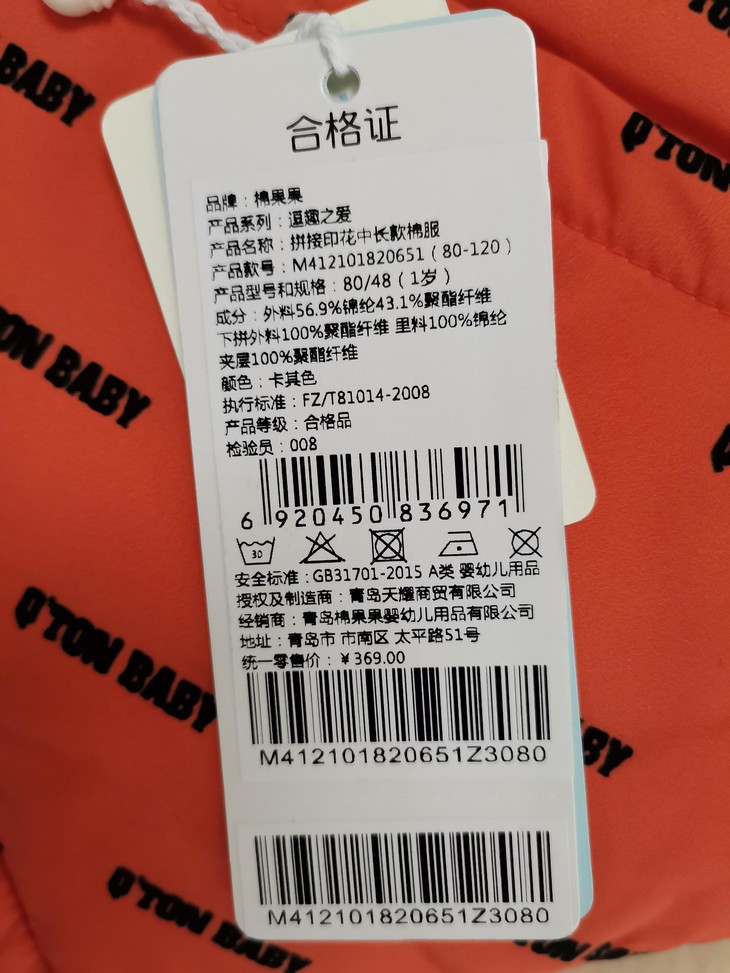 合格证
品牌：棉果果
产品系列：逗趣之爱
产品名称：拼接印花中长款棉服
产品款号：M412101820651（80-120）
产品型号和规格：80/48（1岁）
成分：外料56.9%锦纶43.1%聚酯纤维
下拼外料100%聚酯纤维 里料100%锦纶
夹层100%聚酯纤维
颜色：卡其色
执行标准：FZ/T81014-2008
产品等级：合格品
检验员：008
6 920450 836971
30
安全标准：GB31701-2015 A类 婴幼儿用品
授权及制造商：青岛天耀商贸有限公司
经销商：青岛棉果果婴幼儿用品有限公司
地址：青岛市 市南区 太平路51号
统一零售价：￥369.00
M412101820651Z3080
M412101820651Z3080
BABY
Q'TON
TON BABY
Q'TON BABY
BABY
Q'TON BABY